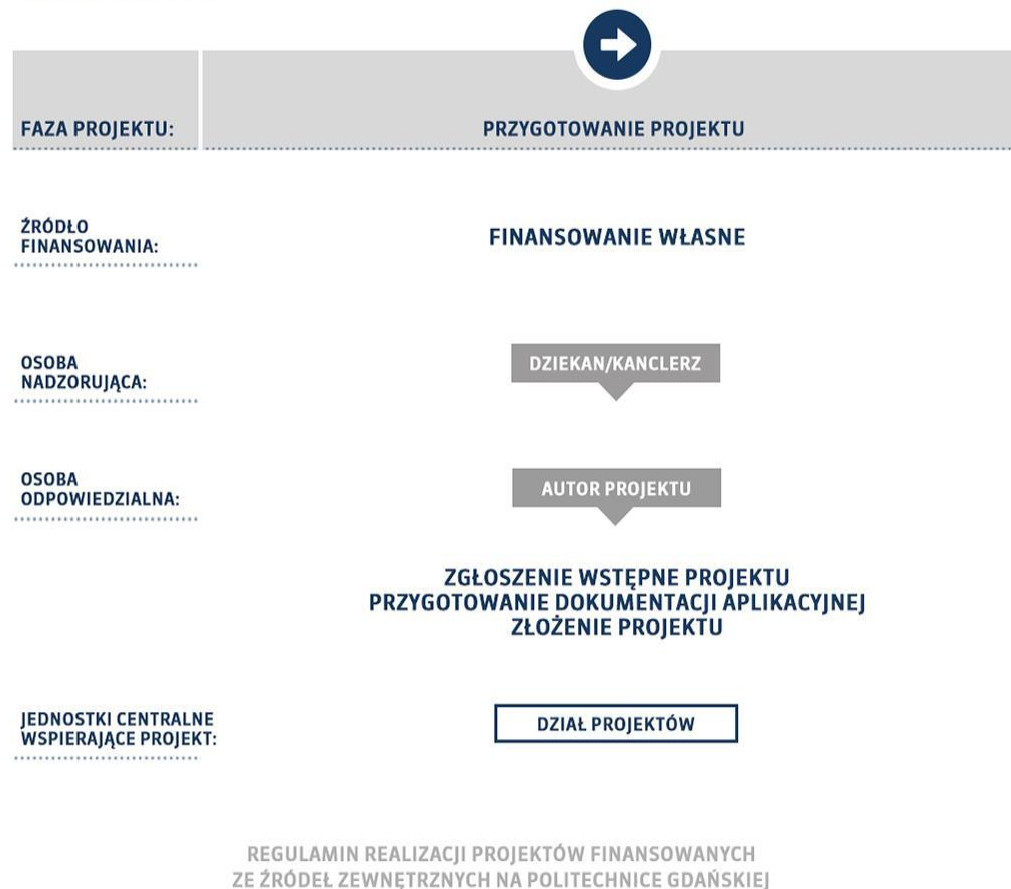 FAZA PROJEKTU:
PRZYGOTOWANIE PROJEKTU
ŹRÓDŁO
FINANSOWANIA:
FINANSOWANIE WŁASNE
OSOBA
NADZORUJĄCA:
DZIEKAN/KANCLERZ
OSOBA
ODPOWIEDZIALNA:
AUTOR PROJEKTU
ZGŁOSZENIE WSTĘPNE PROJEKTU
PRZYGOTOWANIE DOKUMENTACJI APLIKACYJNEJ
ZŁOŻENIE PROJEKTU
JEDNOSTKI CENTRALNE
WSPIERAJĄCE PROJEKT:
DZIAŁ PROJEKTÓW
REGULAMIN REALIZACJI PROJEKTÓW FINANSOWANYCH
ZE ŹRÓDEŁ ZEWNĘTRZNYCH NA POLITECHNICE GDAŃSKIEJ